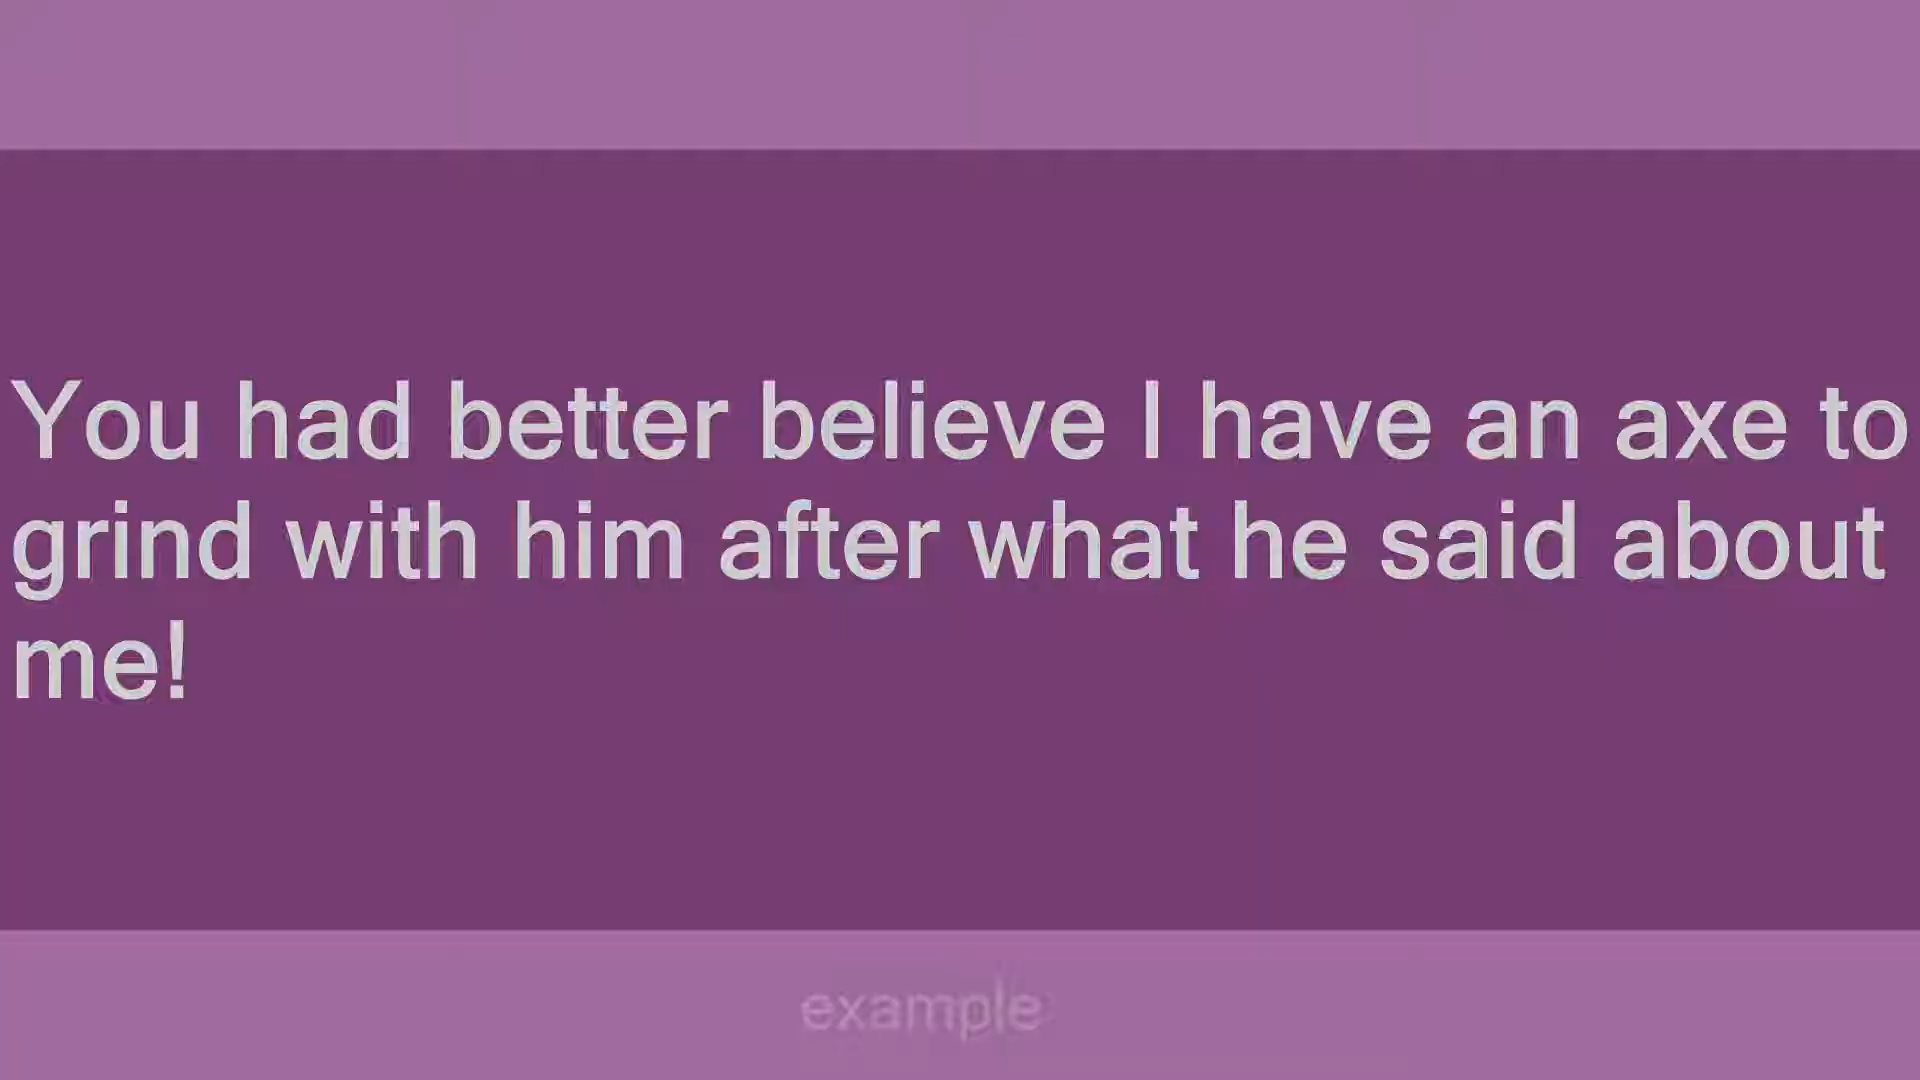 You had better believe I have an axe to
grind with him after what he said about
me!
example